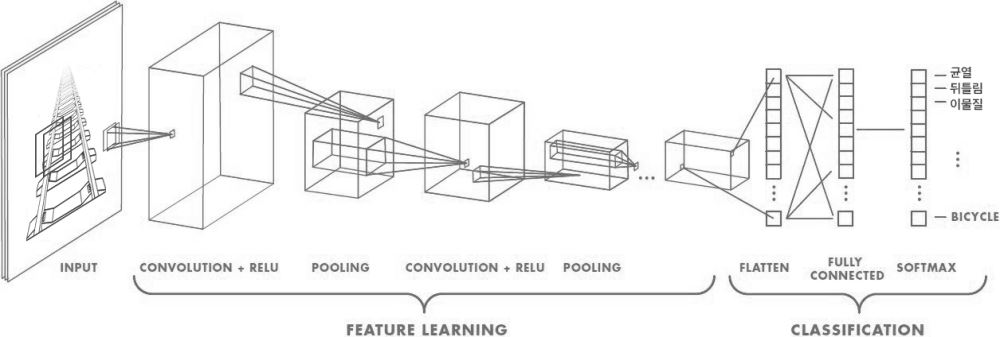 균열
뒤틀림
이물질
BICYCLE
INPUT
CONVOLUTION + RELU
POOLING
CONVOLUTION + RELU
POOLING
FLATTEN
FULLY
CONNECTED
SOFTMAX
FEATURE LEARNING
CLASSIFICATION